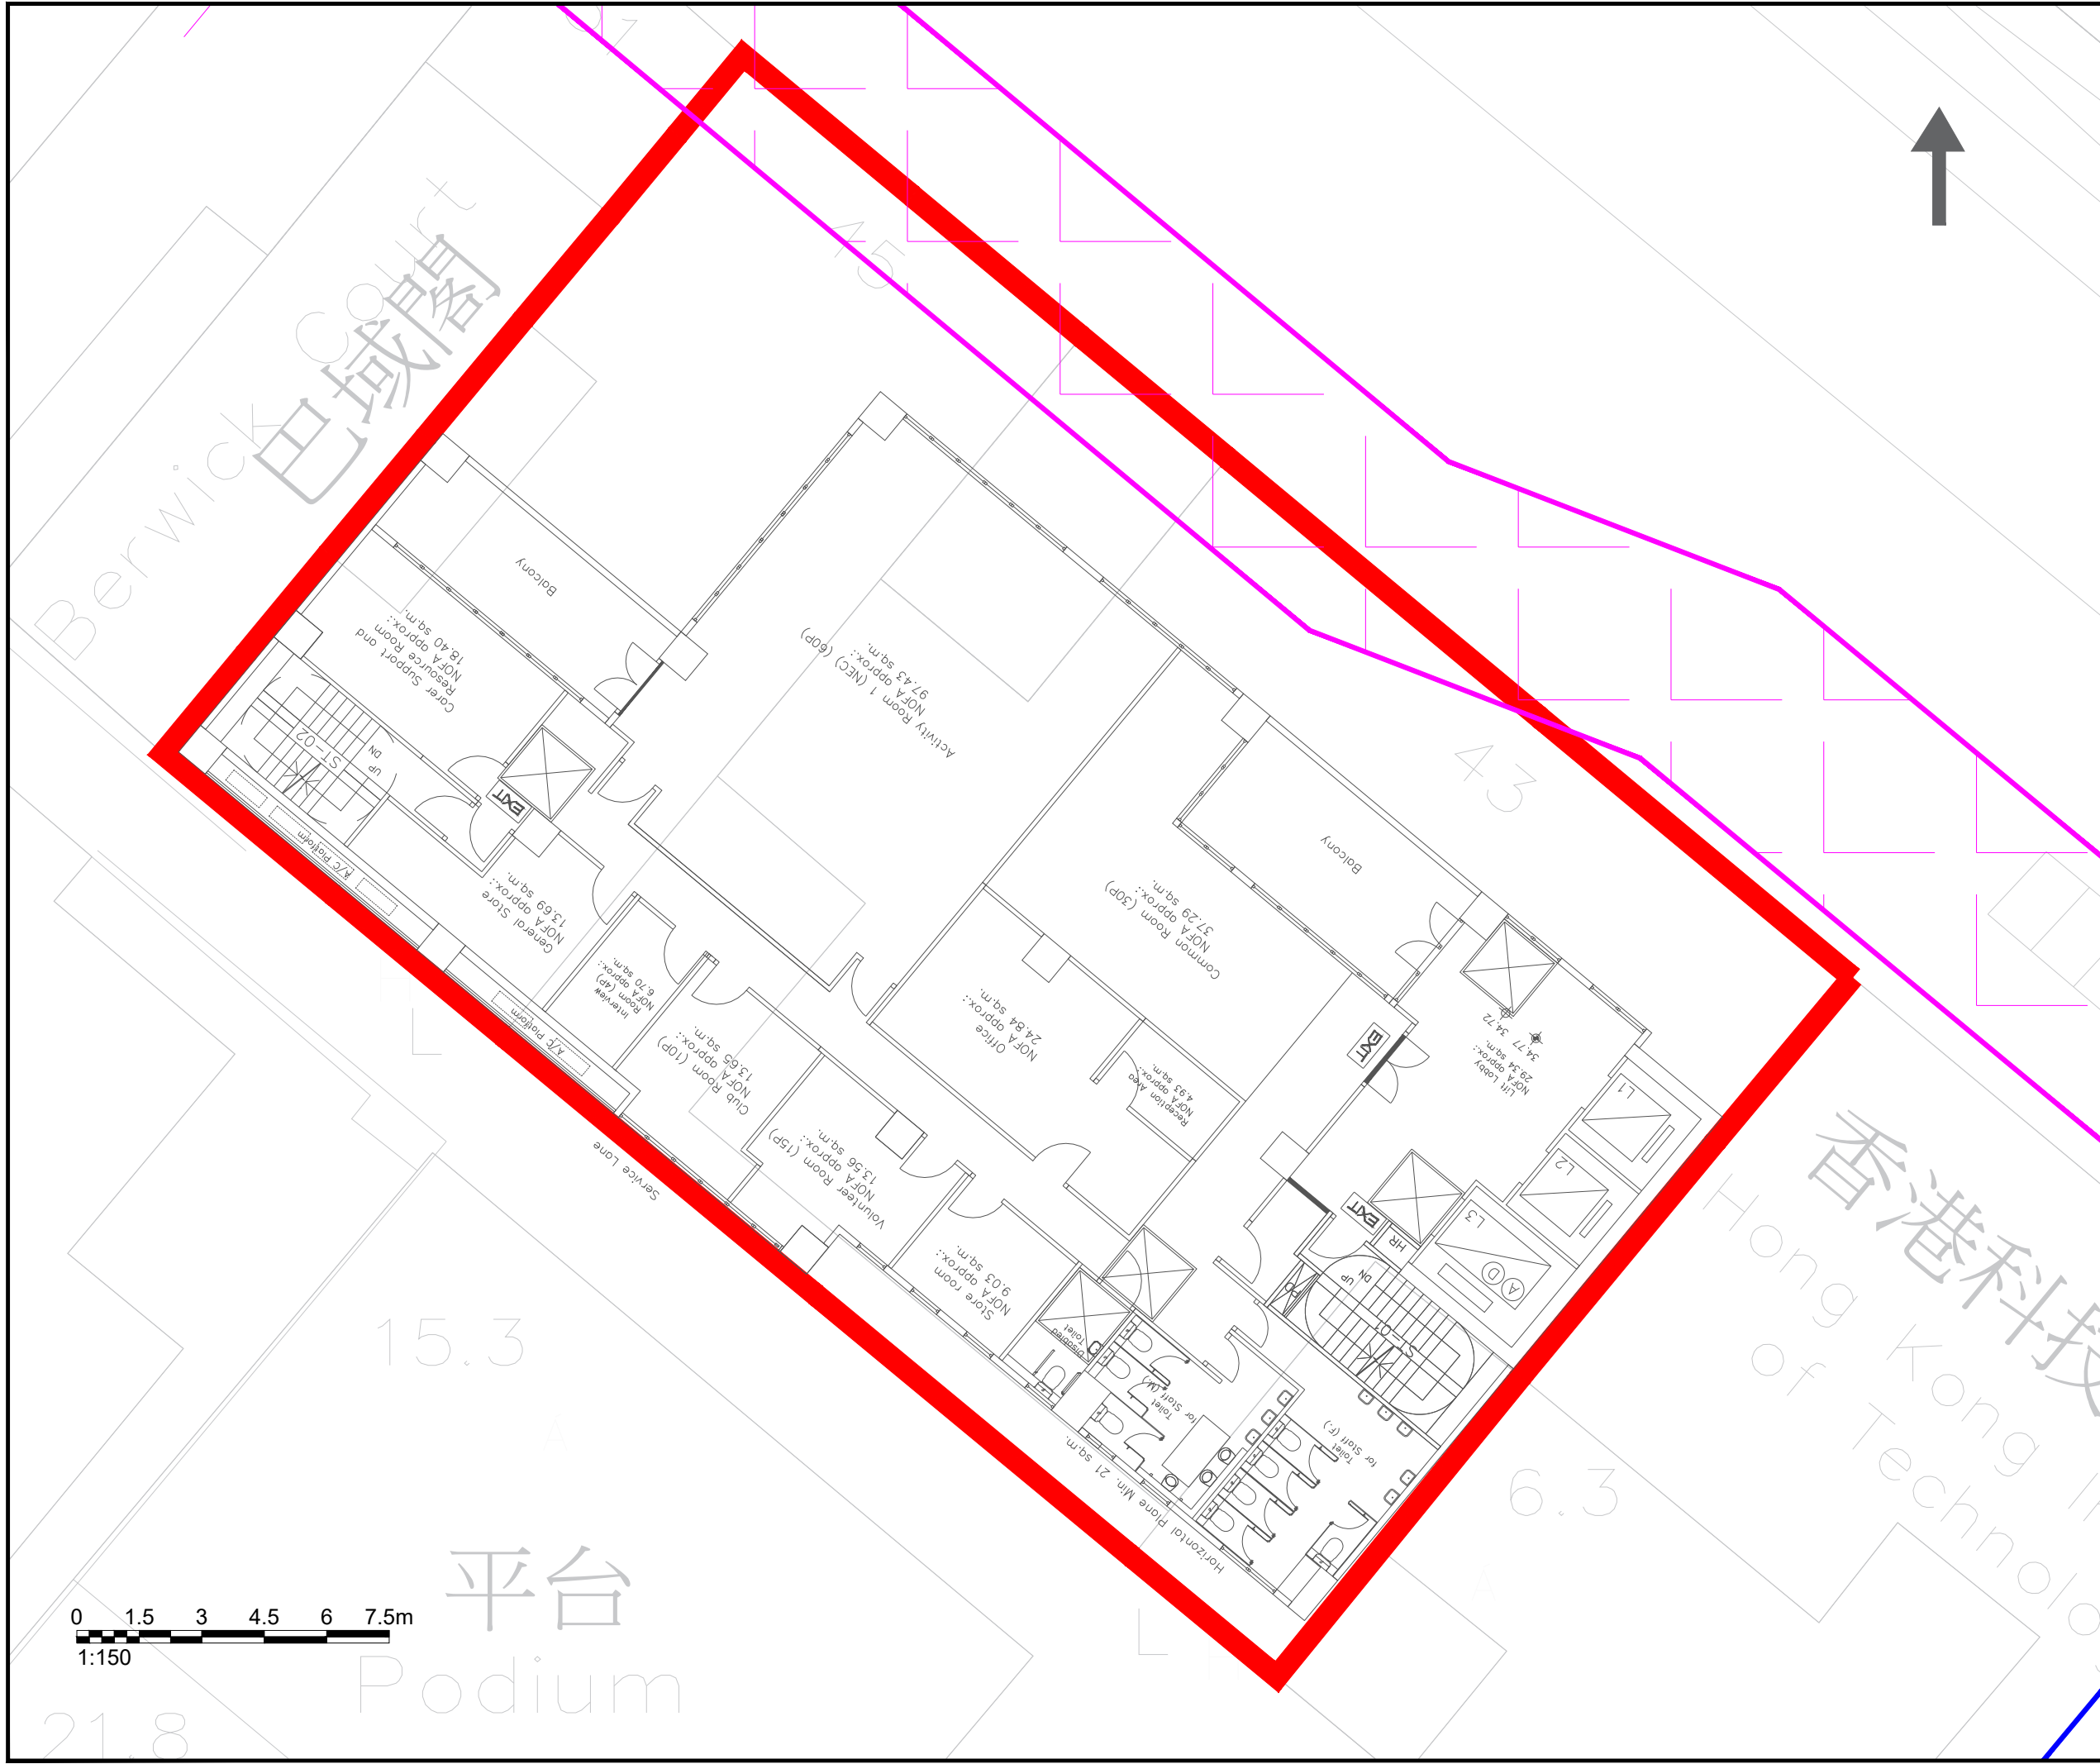 Berwick Court
巴域閣
45
43
Balcony
Carer Support and
Resource Room
NOFA approx.:
18.40 sq.m.
Activity Room 1 (NEC) (60P)
NOFA approx.:
97.43 sq.m.
ST-02
DN
UP
EXIT
A/C Platform
General Store
NOFA approx.:
13.69 sq.m.
Interview
Room (4P)
NOFA approx.:
6.70 sq.m.
A/C Platform
Club Room (10P)
NOFA approx.:
13.65 sq.m.
Volunteer Room (15P)
NOFA approx.:
13.56 sq.m.
Store room
NOFA approx.:
9.03 sq.m.
Office
NOFA approx.:
24.84 sq.m.
Reception Area
NOFA approx.:
4.93 sq.m.
Common Room (30P)
NOFA approx.:
37.29 sq.m.
Balcony
EXIT
34.72
34.77
Lift Lobby
NOFA approx.:
29.34 sq.m.
L1
L2
L3
A
D
EXIT
HR
PD
UP
DN
ST-01
Disabled
Toilet
Toilet
for Staff (M.)
Toilet
for Staff (F.)
Service Lane
Horizontal Plane Min. 21. sq.m.
香港科技
Hong Kong
of Technolo
15.3
6.3
平台
Podium
21.8
0 1.5 3 4.5 6 7.5m
1:150